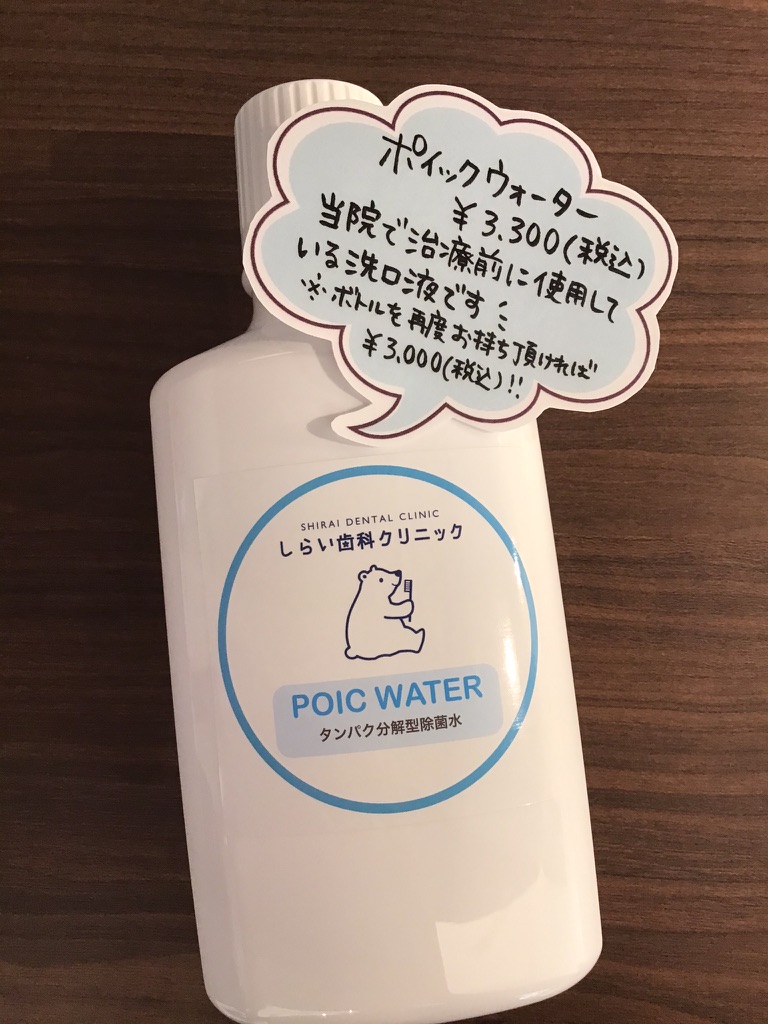 ポイックウォーター
￥3.300(税込)
当院で治療前に使用して
いる洗口液です
※ボトルを再度お持ち頂ければ
￥3.000(税込)!!
SHIRAI DENTAL CLINIC
しらい歯科クリニック
POIC WATER
タンパク分解型除菌水